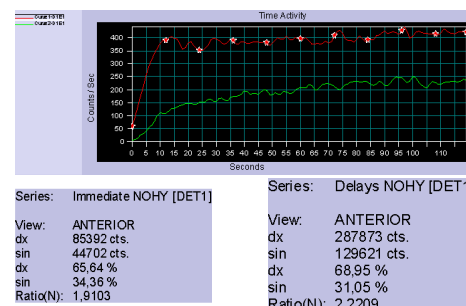 Time Activity
Counts / Sec
400
350
300
250
200
150
100
50
0
0 5 10 15 20 25 30 35 40 45 50 55 60 65 70 75 80 85 90 95 100 110
Seconds
Series: Immediate NOHY [DET1]
View: ANTERIOR
dx 85392 cts.
sin 44702 cts.
dx 65,64 %
sin 34,36 %
Ratio(N): 1,9103
Series: Delays NOHY [DET1
View: ANTERIOR
dx 287873 cts.
sin 129621 cts.
dx 68,95 %
sin 31,05 %
Ratio(N): 2,2209